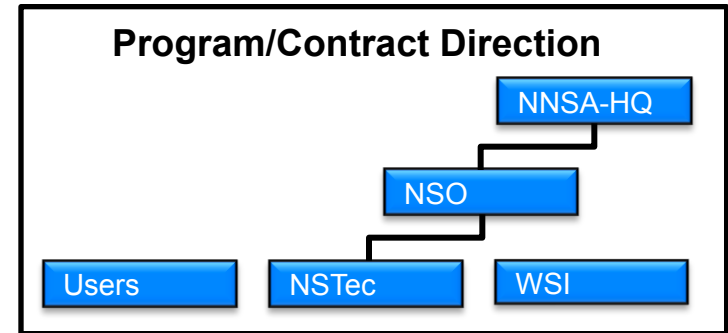 Program/Contract Direction
NNSA-HQ
NSO
Users
NSTec
WSI